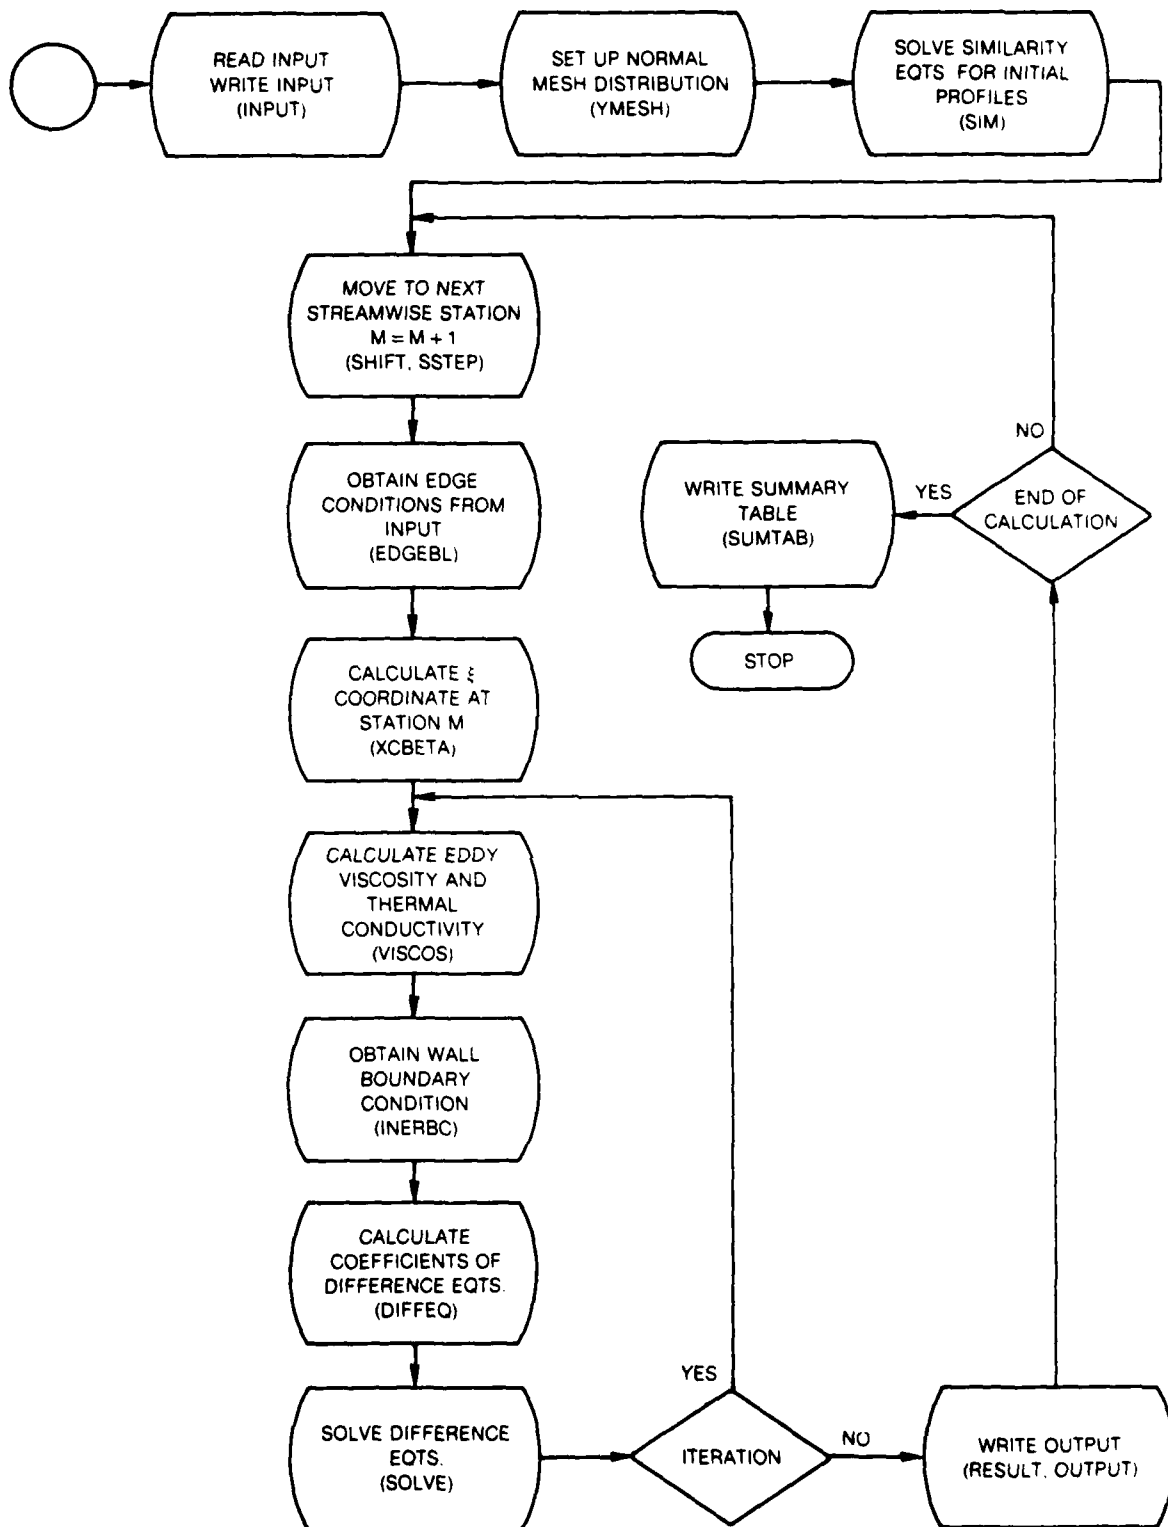 READ INPUT
WRITE INPUT
(INPUT)
SET UP NORMAL
MESH DISTRIBUTION
(YMESH)
SOLVE SIMILARITY
EQTS FOR INITIAL
PROFILES
(SIM)
MOVE TO NEXT
STREAMWISE STATION
M = M + 1
(SHIFT, SSTEP)
OBTAIN EDGE
CONDITIONS FROM
INPUT
(EDGEBL)
CALCULATE ξ
COORDINATE AT
STATION M
(XCBETA)
CALCULATE EDDY
VISCOSITY AND
THERMAL
CONDUCTIVITY
(VISCOS)
OBTAIN WALL
BOUNDARY
CONDITION
(INERBC)
CALCULATE
COEFFICIENTS OF
DIFFERENCE EQTS.
(DIFFEQ)
SOLVE DIFFERENCE
EQTS.
(SOLVE)
YES
ITERATION
NO
WRITE OUTPUT
(RESULT, OUTPUT)
NO
END OF
CALCULATION
YES
WRITE SUMMARY
TABLE
(SUMTAB)
STOP